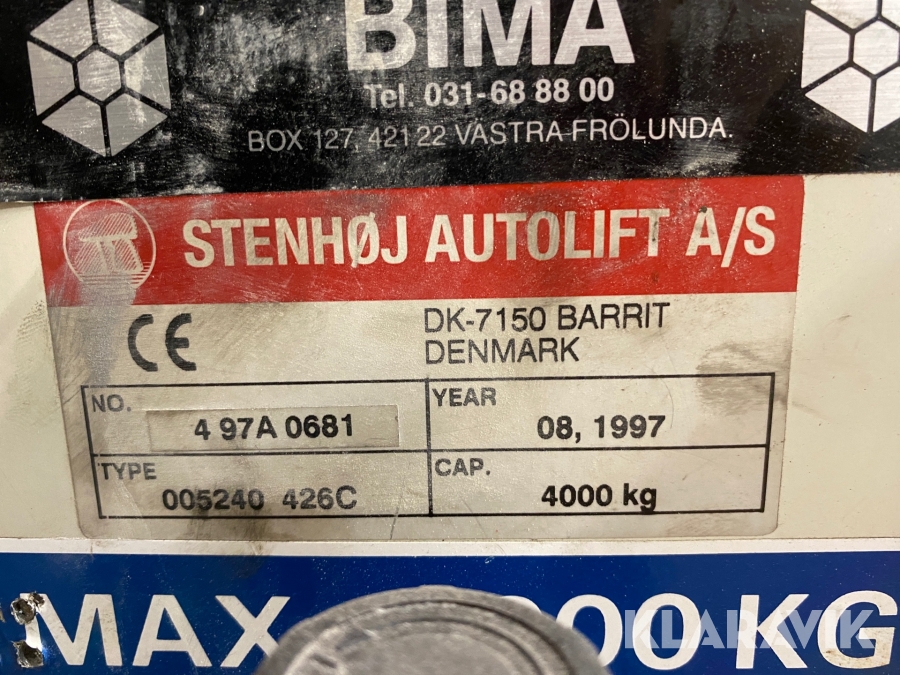 BIMA
Tel. 031-68 88 00
BOX 127, 421 22 VÄSTRA FRÖLUNDA.
STENHØJ AUTOLIFT A/S
CE
DK-7150 BARRIT
DENMARK
NO.
4 97A 0681
YEAR
08, 1997
TYPE
005240 426C
CAP.
4000 kg
MAX 00 KG
KLARAVIK